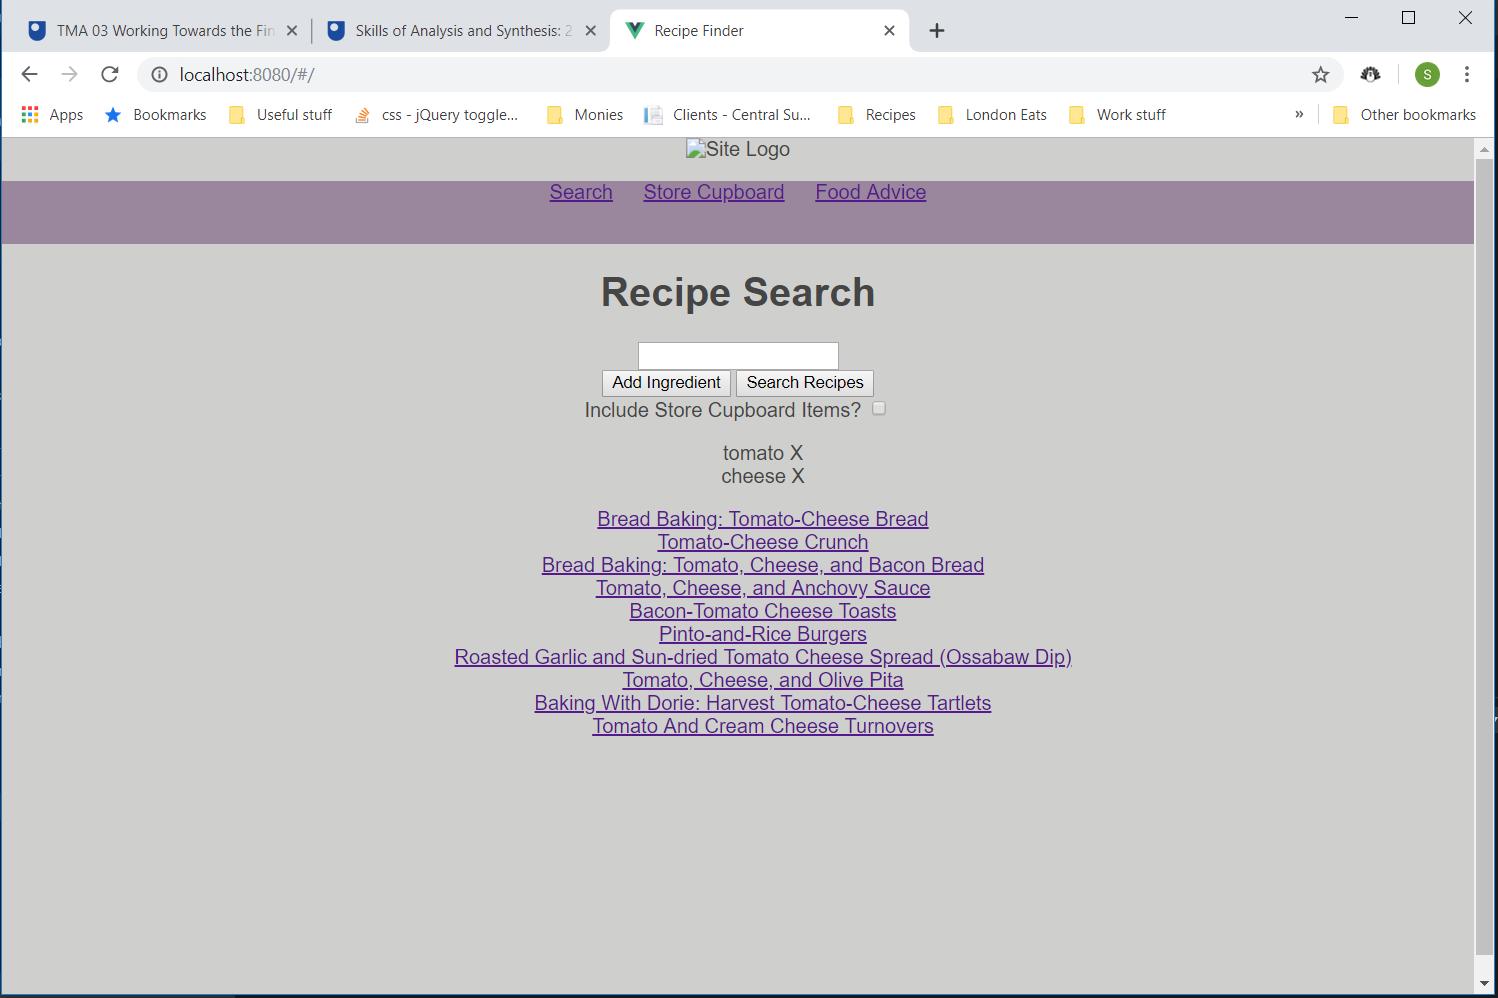 TMA 03 Working Towards the Fin
Skills of Analysis and Synthesis: 2
Recipe Finder
localhost:8080/#/
S
Apps
Bookmarks
Useful stuff
css - jQuery toggle...
Monies
Clients - Central Su...
Recipes
London Eats
Work stuff
»
Other bookmarks
Site Logo
Search Store Cupboard Food Advice
Recipe Search
Add Ingredient Search Recipes
Include Store Cupboard Items?
tomato X
cheese X
Bread Baking: Tomato-Cheese Bread
Tomato-Cheese Crunch
Bread Baking: Tomato, Cheese, and Bacon Bread
Tomato, Cheese, and Anchovy Sauce
Bacon-Tomato Cheese Toasts
Pinto-and-Rice Burgers
Roasted Garlic and Sun-dried Tomato Cheese Spread (Ossabaw Dip)
Tomato, Cheese, and Olive Pita
Baking With Dorie: Harvest Tomato-Cheese Tartlets
Tomato And Cream Cheese Turnovers